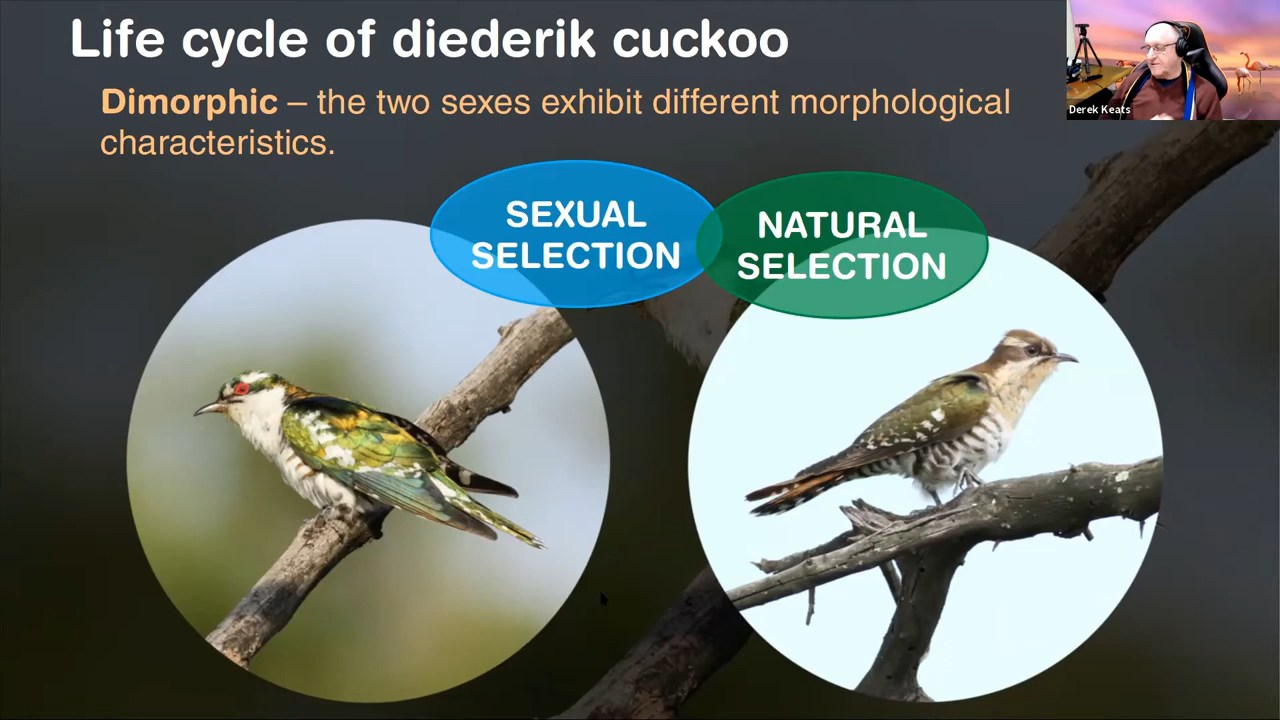 Life cycle of diederik cuckoo
Dimorphic – the two sexes exhibit different morphological
characteristics.
Derek Keats
SEXUAL
SELECTION
NATURAL
SELECTION